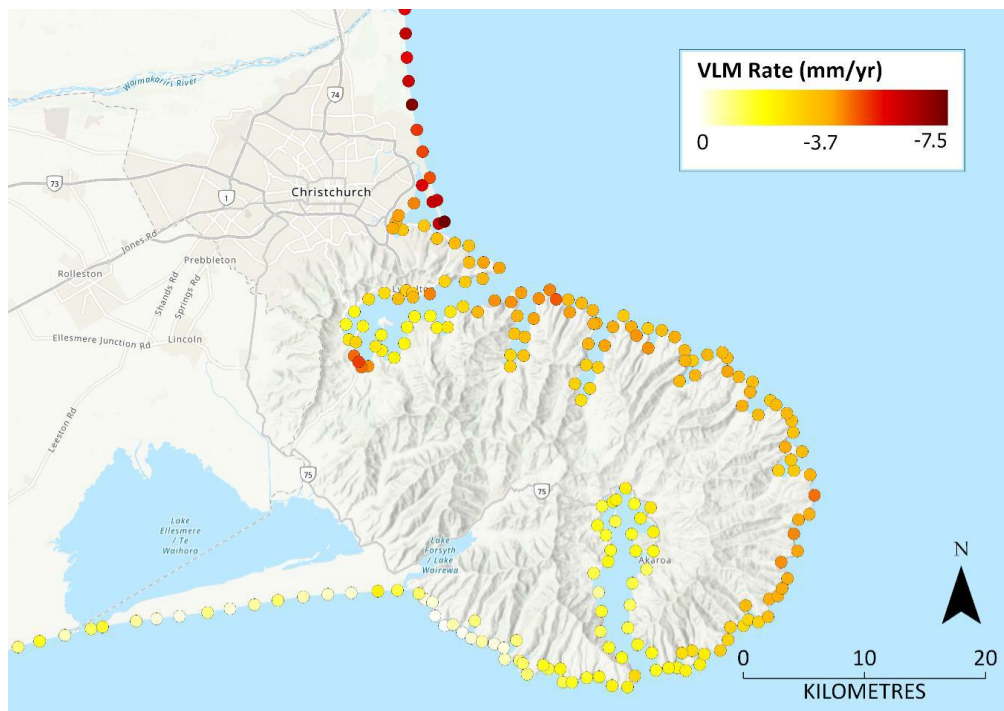 Waimakariri River
74
73
1
Christchurch
Jones Rd
Prebbleton
Rolleston
Shands Rd
Springs Rd
Lincoln
Ellesmere Junction Rd
Leeston Rd
75
75
Lake
Ellesmere
/ Te
Waihora
Lake
Forsyth
/ Lake
Wairewa
Akaroa
VLM Rate (mm/yr)
0 -3.7 -7.5
N
0 10 20
KILOMETRES